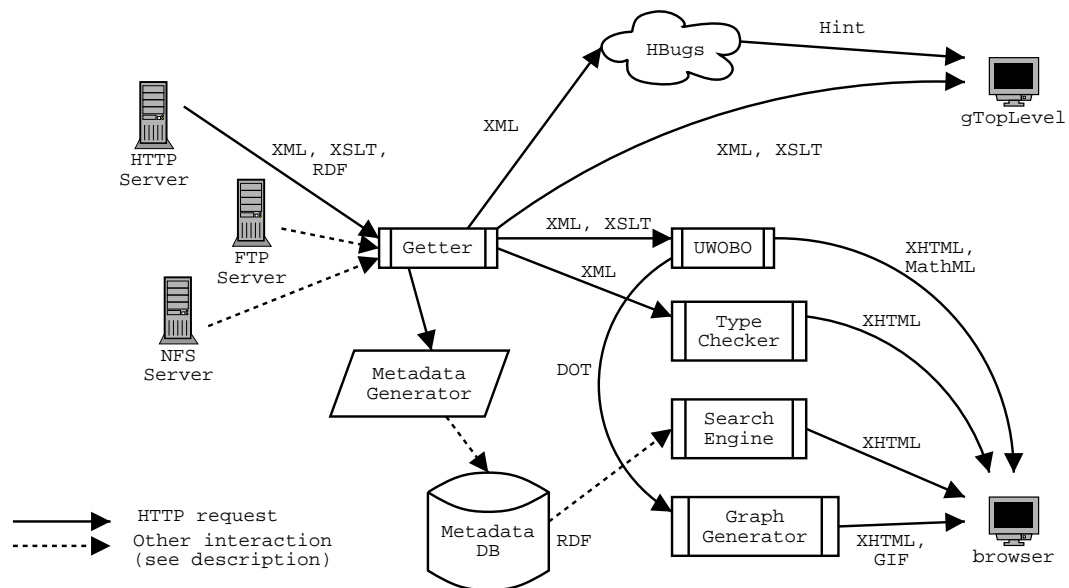 Hint
HBugs
gTopLevel
XML
XML, XSLT,
RDF
XML, XSLT
HTTP
Server
FTP
Server
NFS
Server
Getter
XML, XSLT
UWOBO
XHTML,
MathML
XML
Type
Checker
XHTML
Metadata
Generator
DOT
Search
Engine
XHTML
Metadata
DB
RDF
Graph
Generator
XHTML,
GIF
browser
HTTP request
Other interaction
(see description)